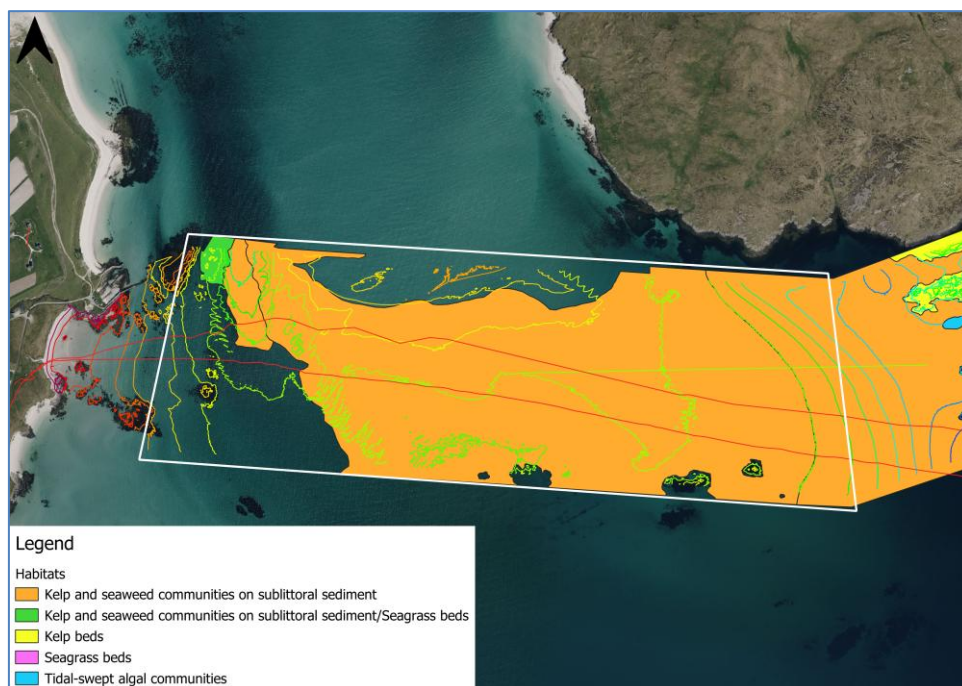 Legend
Habitats
Kelp and seaweed communities on sublittoral sediment
Kelp and seaweed communities on sublittoral sediment/Seagrass beds
Kelp beds
Seagrass beds
Tidal-swept algal communities